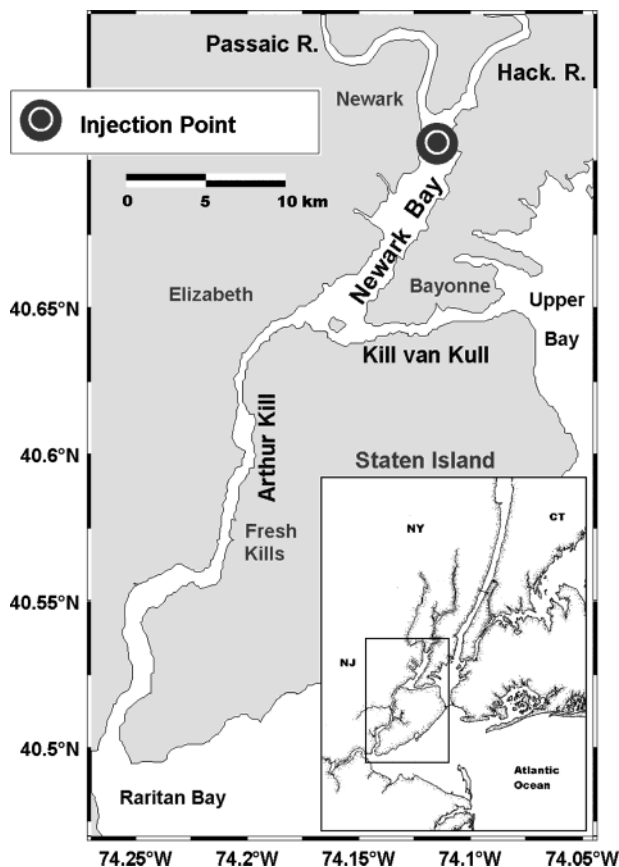 Passaic R.
Hack. R.
Newark
Injection Point
0 5 10 km
Newark Bay
Elizabeth
Bayonne
Upper
Bay
40.65°N
Kill van Kull
Arthur Kill
40.6°N
Staten Island
Fresh
Kills
NY
CT
40.55°N
NJ
40.5°N
Atlantic
Ocean
Raritan Bay
74.25°W 74.2°W 74.15°W 74.1°W 74.05°W